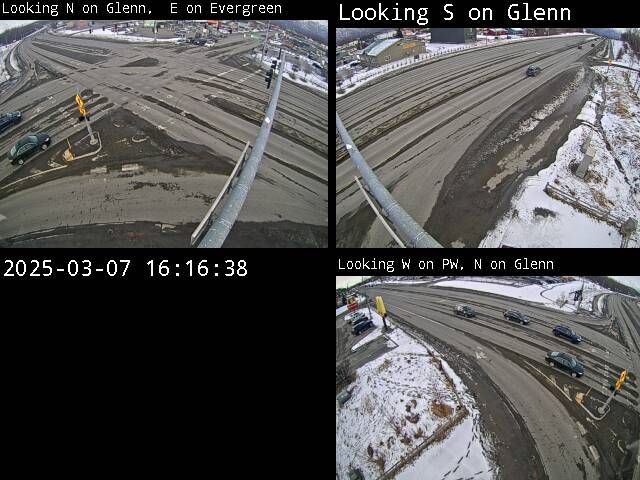 Looking N on Glenn,  E on Evergreen
Looking S on Glenn
2025-03-07 16:16:38
Looking W on PW, N on Glenn